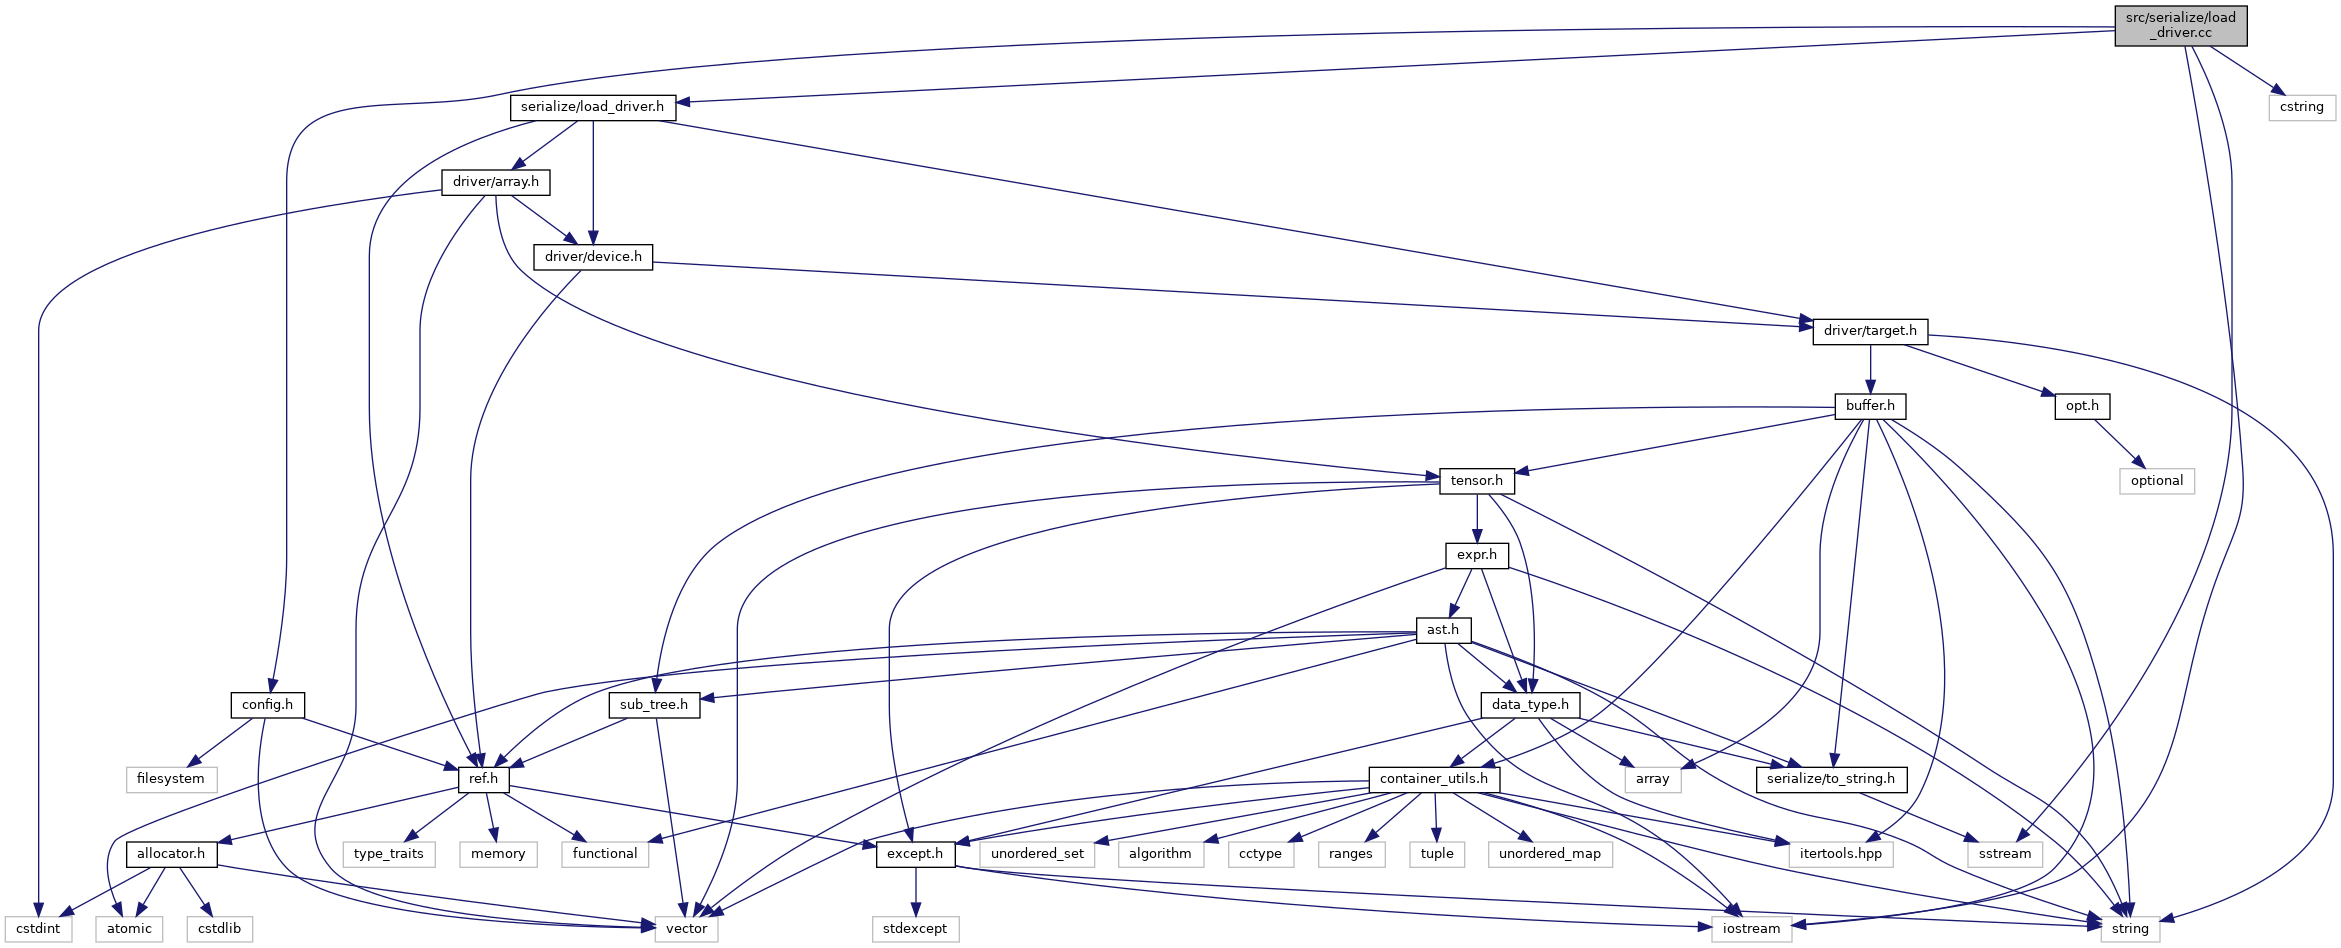 src/serialize/load
_driver.cc
serialize/load_driver.h
cstring
driver/array.h
driver/device.h
driver/target.h
buffer.h
opt.h
tensor.h
optional
expr.h
ast.h
config.h
sub_tree.h
data_type.h
filesystem
ref.h
container_utils.h
array
serialize/to_string.h
allocator.h
type_traits
memory
functional
except.h
unordered_set
algorithm
cctype
ranges
tuple
unordered_map
itertools.hpp
sstream
cstdint
atomic
cstdlib
vector
stdexcept
iostream
string